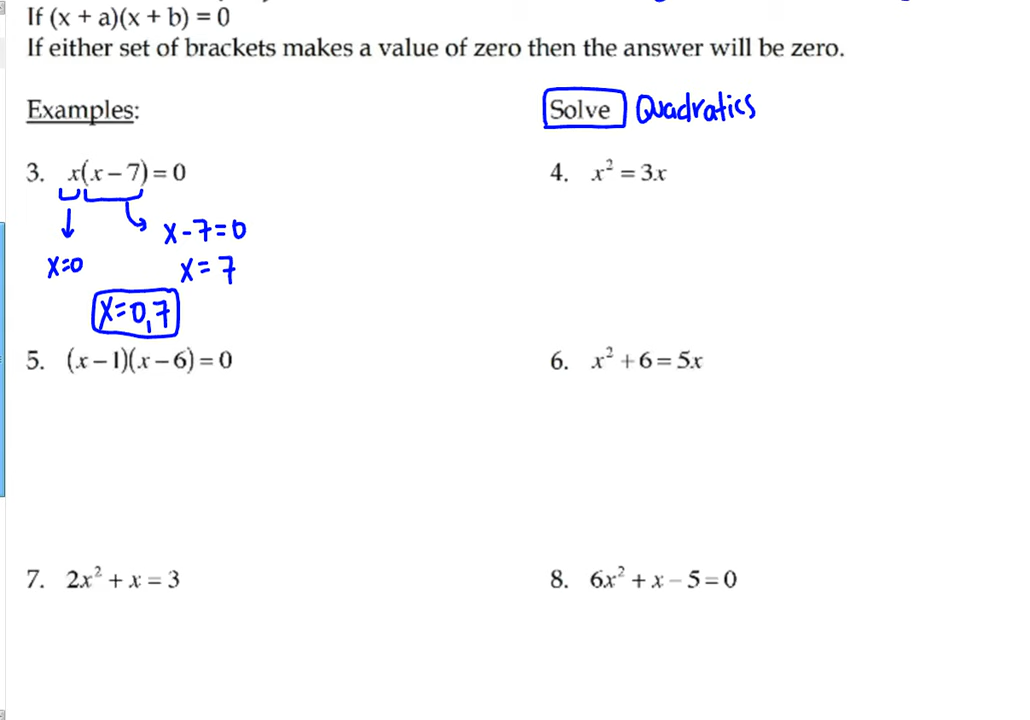 If (x + a)(x + b) = 0
If either set of brackets makes a value of zero then the answer will be zero.
Examples:
Solve Quadratics
3. x(x – 7) = 0
4. x² = 3x
x-7=0
x=0
x=7
x=0,7
5. (x – 1)(x – 6) = 0
6. x² + 6 = 5x
7. 2x² + x = 3
8. 6x² + x – 5 = 0